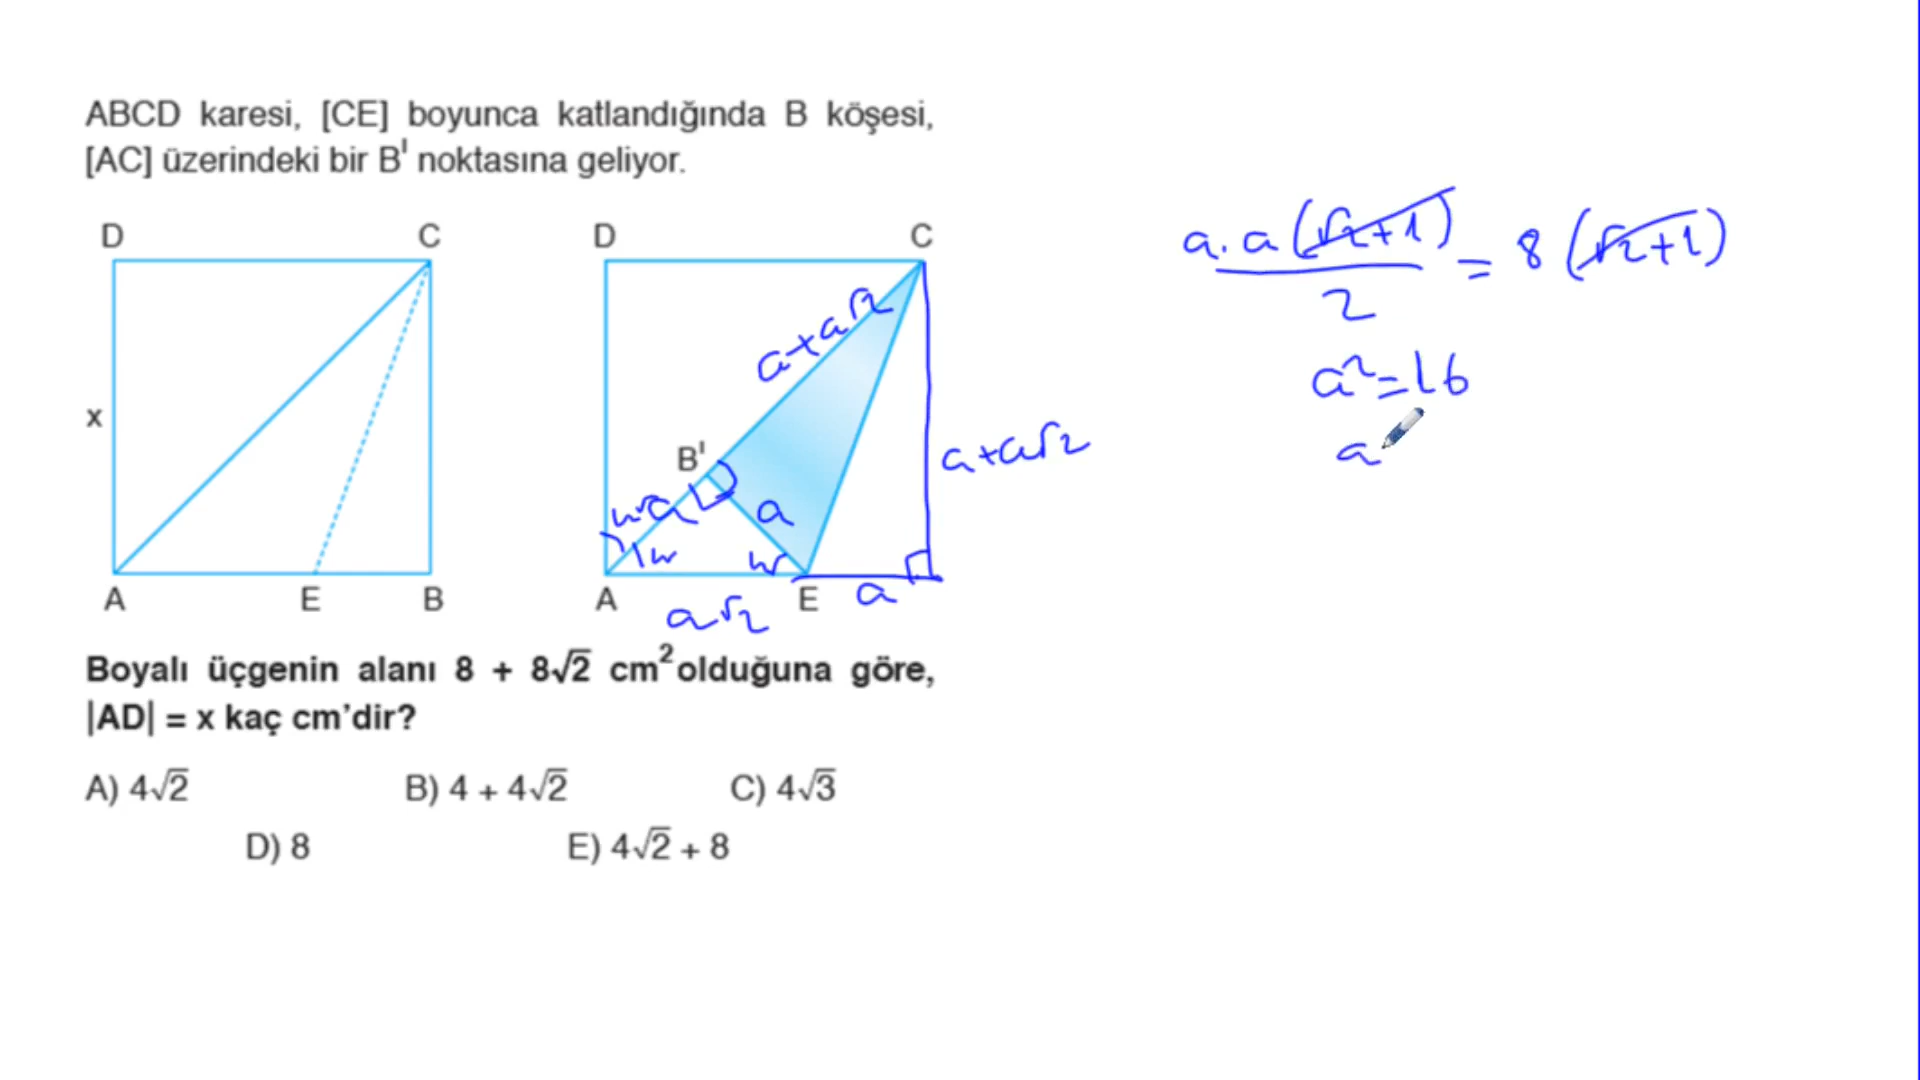 ABCD karesi, [CE] boyunca katlandığında B köşesi,
[AC] üzerindeki bir B' noktasına geliyor.
D C
x
A E B
D C
a+a√2
B'
a
a
a+a√2
A E
a√2
a
a.a(√2+1)/2 = 8(√2+1)
a²=16
a
Boyalı üçgenin alanı 8 + 8√2 cm² olduğuna göre,
|AD| = x kaç cm'dir?
A) 4√2 B) 4 + 4√2 C) 4√3
D) 8 E) 4√2 + 8